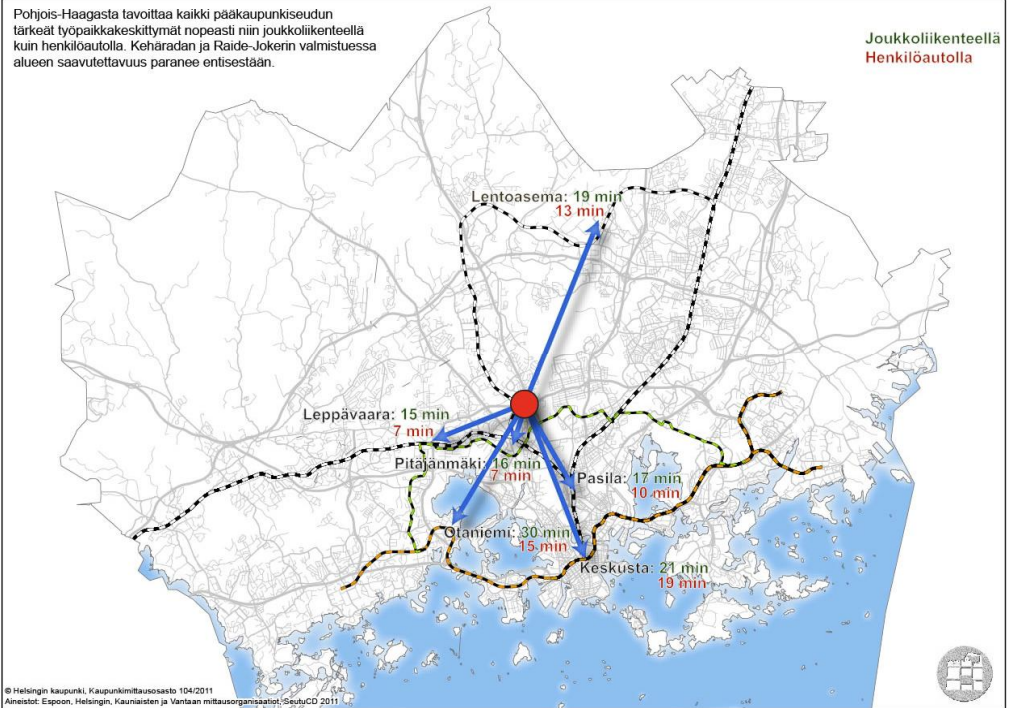 Pohjois-Haagasta tavoittaa kaikki pääkaupunkiseudun
tärkeät työpaikkakeskittymät nopeasti niin joukkoliikenteellä
kuin henkilöautolla. Kehäradan ja Raide-Jokerin valmistuessa
alueen saavutettavuus paranee entisestään.
Joukkoliikenteellä
Henkilöautolla
Lentoasema: 19 min
13 min
Leppävaara: 15 min
7 min
Pitäjänmäki: 16 min
7 min
Pasila: 17 min
10 min
Otaniemi: 30 min
15 min
Keskusta: 21 min
19 min
© Helsingin kaupunki, Kaupunkimittausosasto 104/2011
Aineistot: Espoon, Helsingin, Kauniaisten ja Vantaan mittausorganisaatiot, SeutuCD 2011